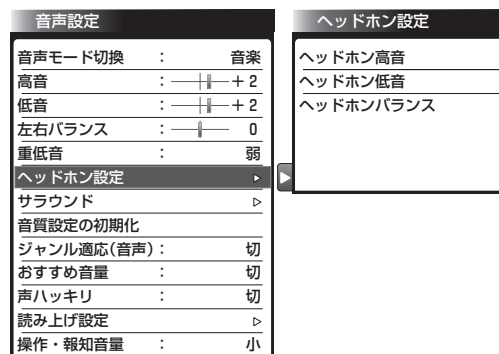 音声設定
音声モード切換 : 音楽
高音 : +2
低音 : +2
左右バランス : 0
重低音 : 弱
ヘッドホン設定
サラウンド
音質設定の初期化
ジャンル適応(音声) : 切
おすすめ音量 : 切
声ハッキリ : 切
読み上げ設定
操作・報知音量 : 小
ヘッドホン設定
ヘッドホン高音
ヘッドホン低音
ヘッドホンバランス